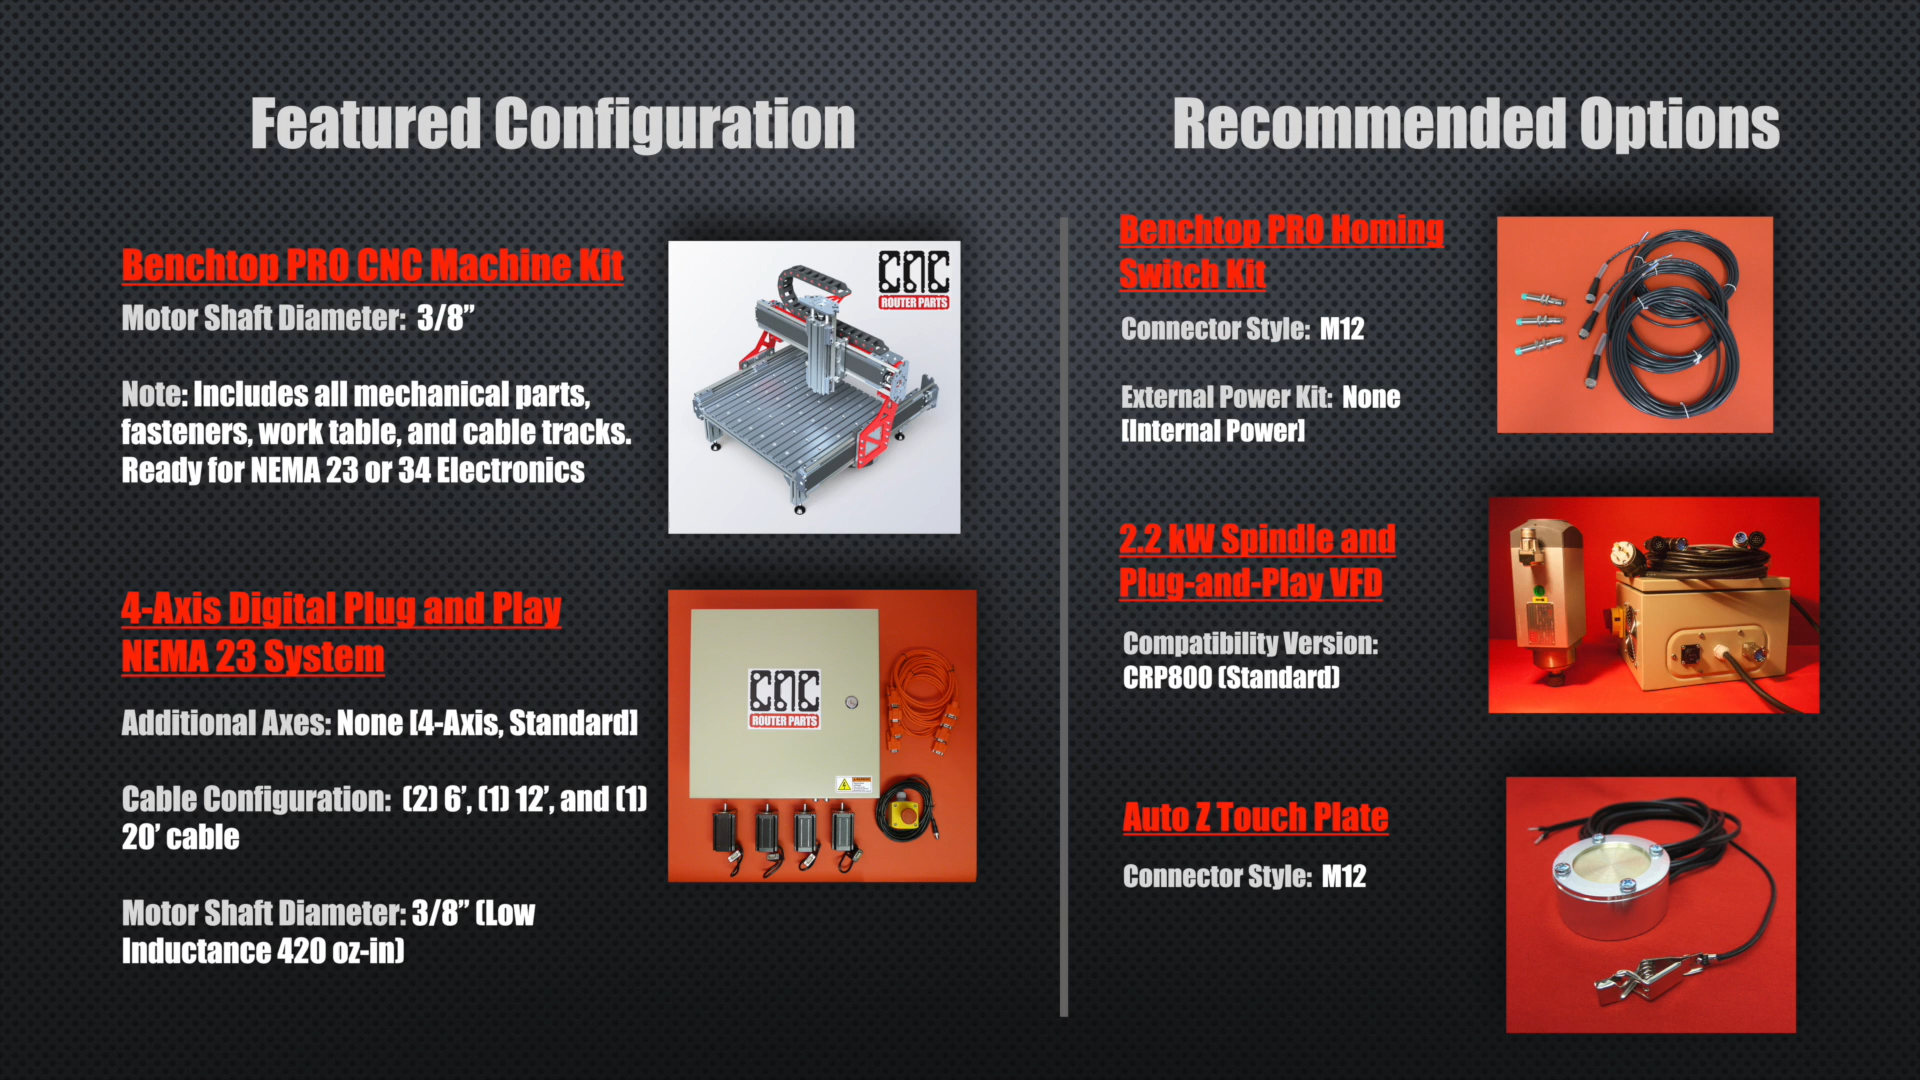 Featured Configuration
Benchtop PRO CNC Machine Kit
Motor Shaft Diameter: 3/8”
Note: Includes all mechanical parts,
fasteners, work table, and cable tracks.
Ready for NEMA 23 or 34 Electronics
CNC
ROUTER PARTS
4-Axis Digital Plug and Play
NEMA 23 System
Additional Axes: None [4-Axis, Standard]
Cable Configuration: (2) 6’, (1) 12’, and (1)
20’ cable
Motor Shaft Diameter: 3/8” (Low
Inductance 420 oz-in)
CNC
ROUTER PARTS
Recommended Options
Benchtop PRO Homing
Switch Kit
Connector Style: M12
External Power Kit: None
[Internal Power]
2.2 kW Spindle and
Plug-and-Play VFD
Compatibility Version:
CRP800 (Standard)
Auto Z Touch Plate
Connector Style: M12